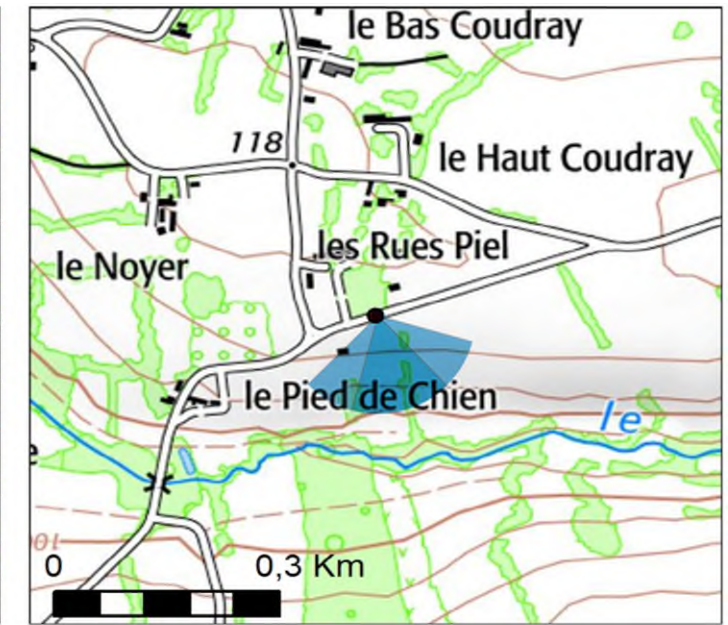 le Bas Coudray
118
le Haut Coudray
les Rues Piel
le Noyer
le Pied de Chien
le
e
100
0 0,3 Km